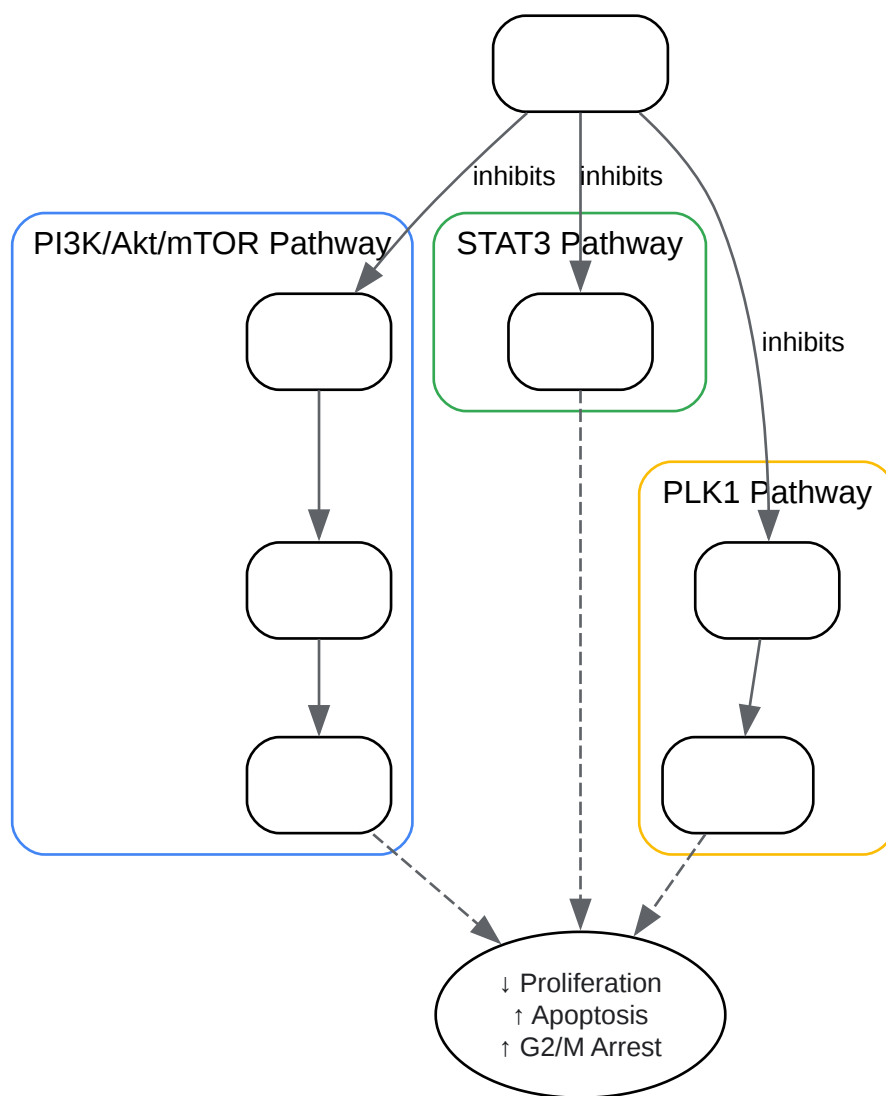 inhibits
inhibits
PI3K/Akt/mTOR Pathway
STAT3 Pathway
inhibits
PLK1 Pathway
↓ Proliferation
↑ Apoptosis
↑ G2/M Arrest